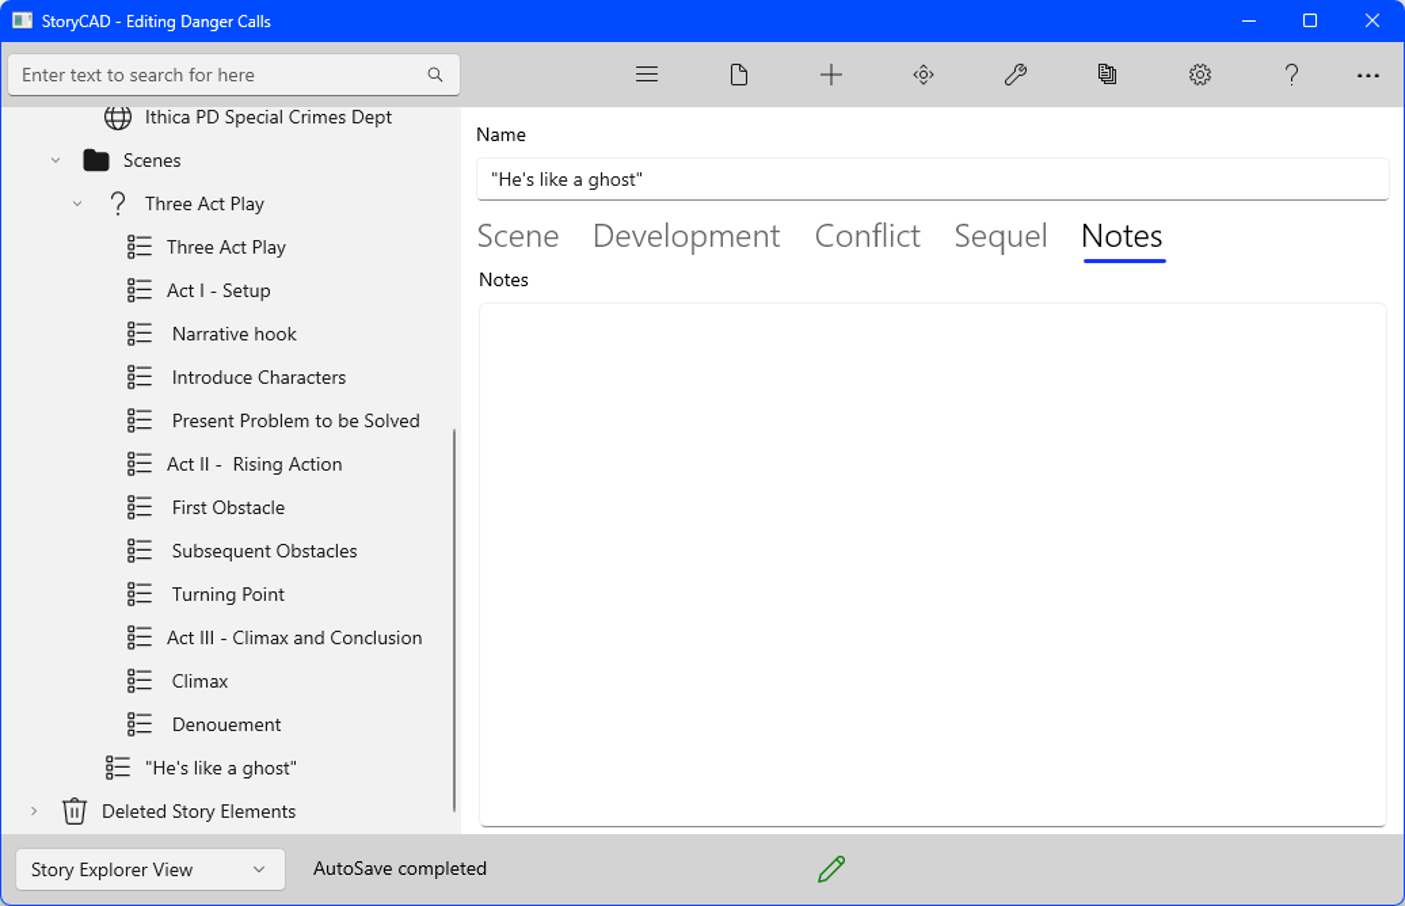 StoryCAD - Editing Danger Calls
Enter text to search for here
Ithica PD Special Crimes Dept
Scenes
Three Act Play
Three Act Play
Act I - Setup
Narrative hook
Introduce Characters
Present Problem to be Solved
Act II -  Rising Action
First Obstacle
Subsequent Obstacles
Turning Point
Act III - Climax and Conclusion
Climax
Denouement
"He's like a ghost"
Deleted Story Elements
Name
"He's like a ghost"
Scene Development Conflict Sequel Notes
Notes
Story Explorer View
AutoSave completed